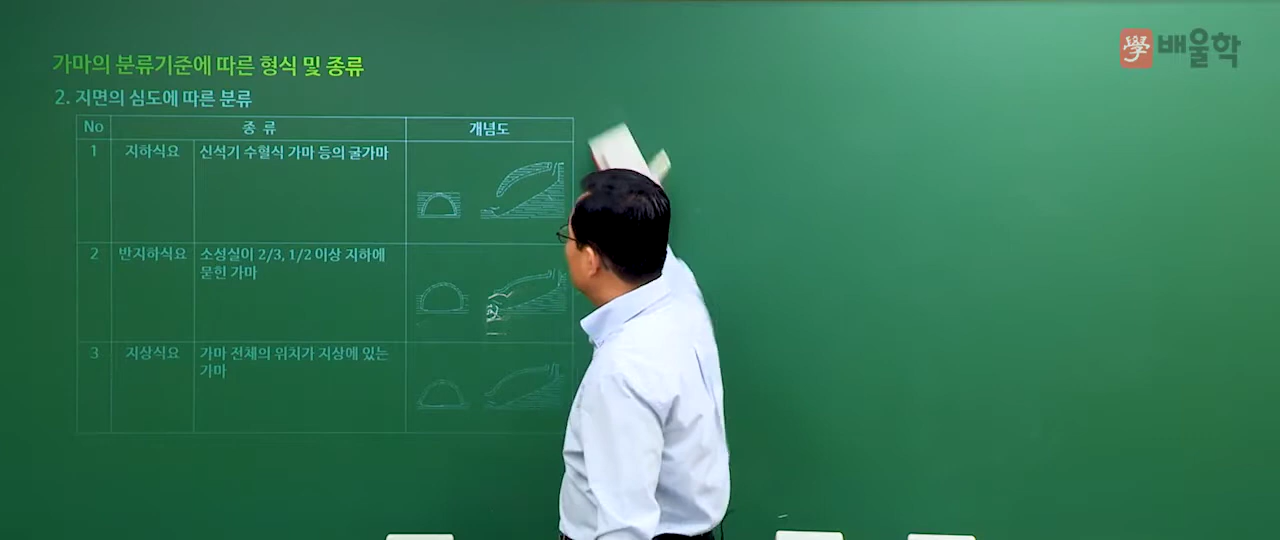 學 배울학
가마의 분류기준에 따른 형식 및 종류
2. 지면의 심도에 따른 분류
No 종 류 개념도
1 지하식요 신석기 수혈식 가마 등의 굴가마
2 반지하식요 소성실이 2/3, 1/2 이상 지하에
묻힌 가마
3 지상식요 가마 전체의 위치가 지상에 있는
가마